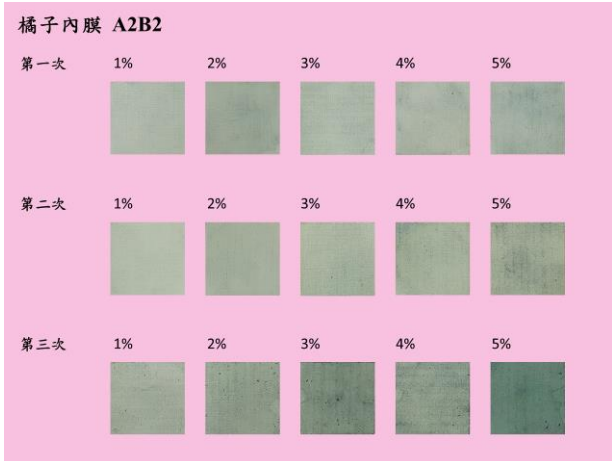 橘子內膜 A2B2
第一次 1% 2% 3% 4% 5%
第二次 1% 2% 3% 4% 5%
第三次 1% 2% 3% 4% 5%